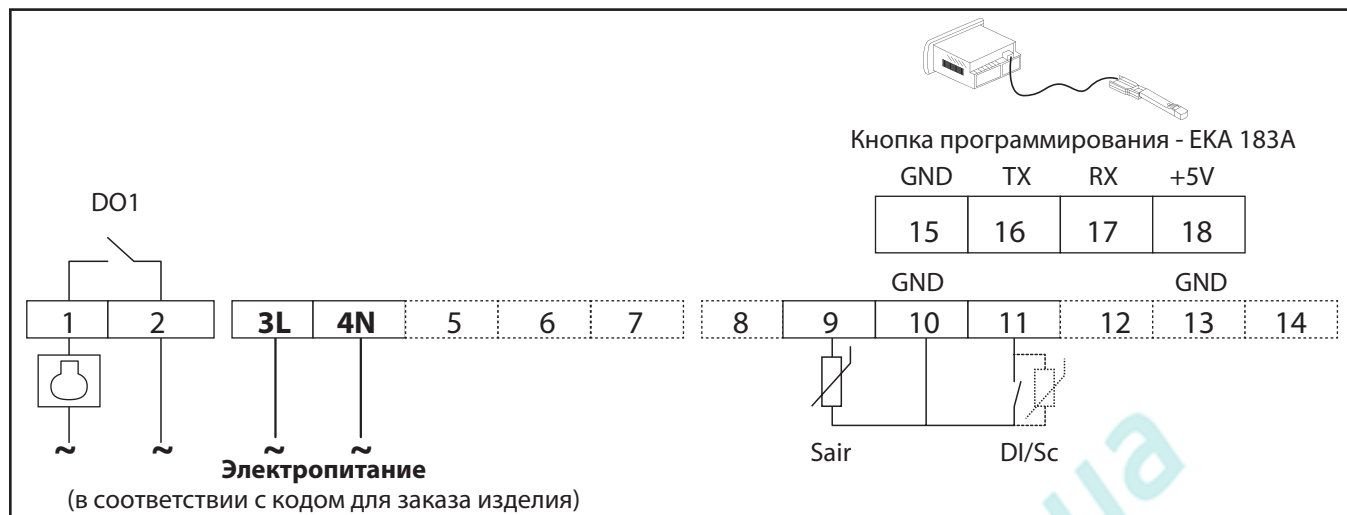 Кнопка программирования - EKA 183A
GND TX RX +5V
DO1
15 16 17 18
GND GND
1 2 3L 4N 5 6 7 8 9 10 11 12 13 14
~ ~ ~ ~
Sair DI/Sc
Электропитание
(в соответствии с кодом для заказа изделия)